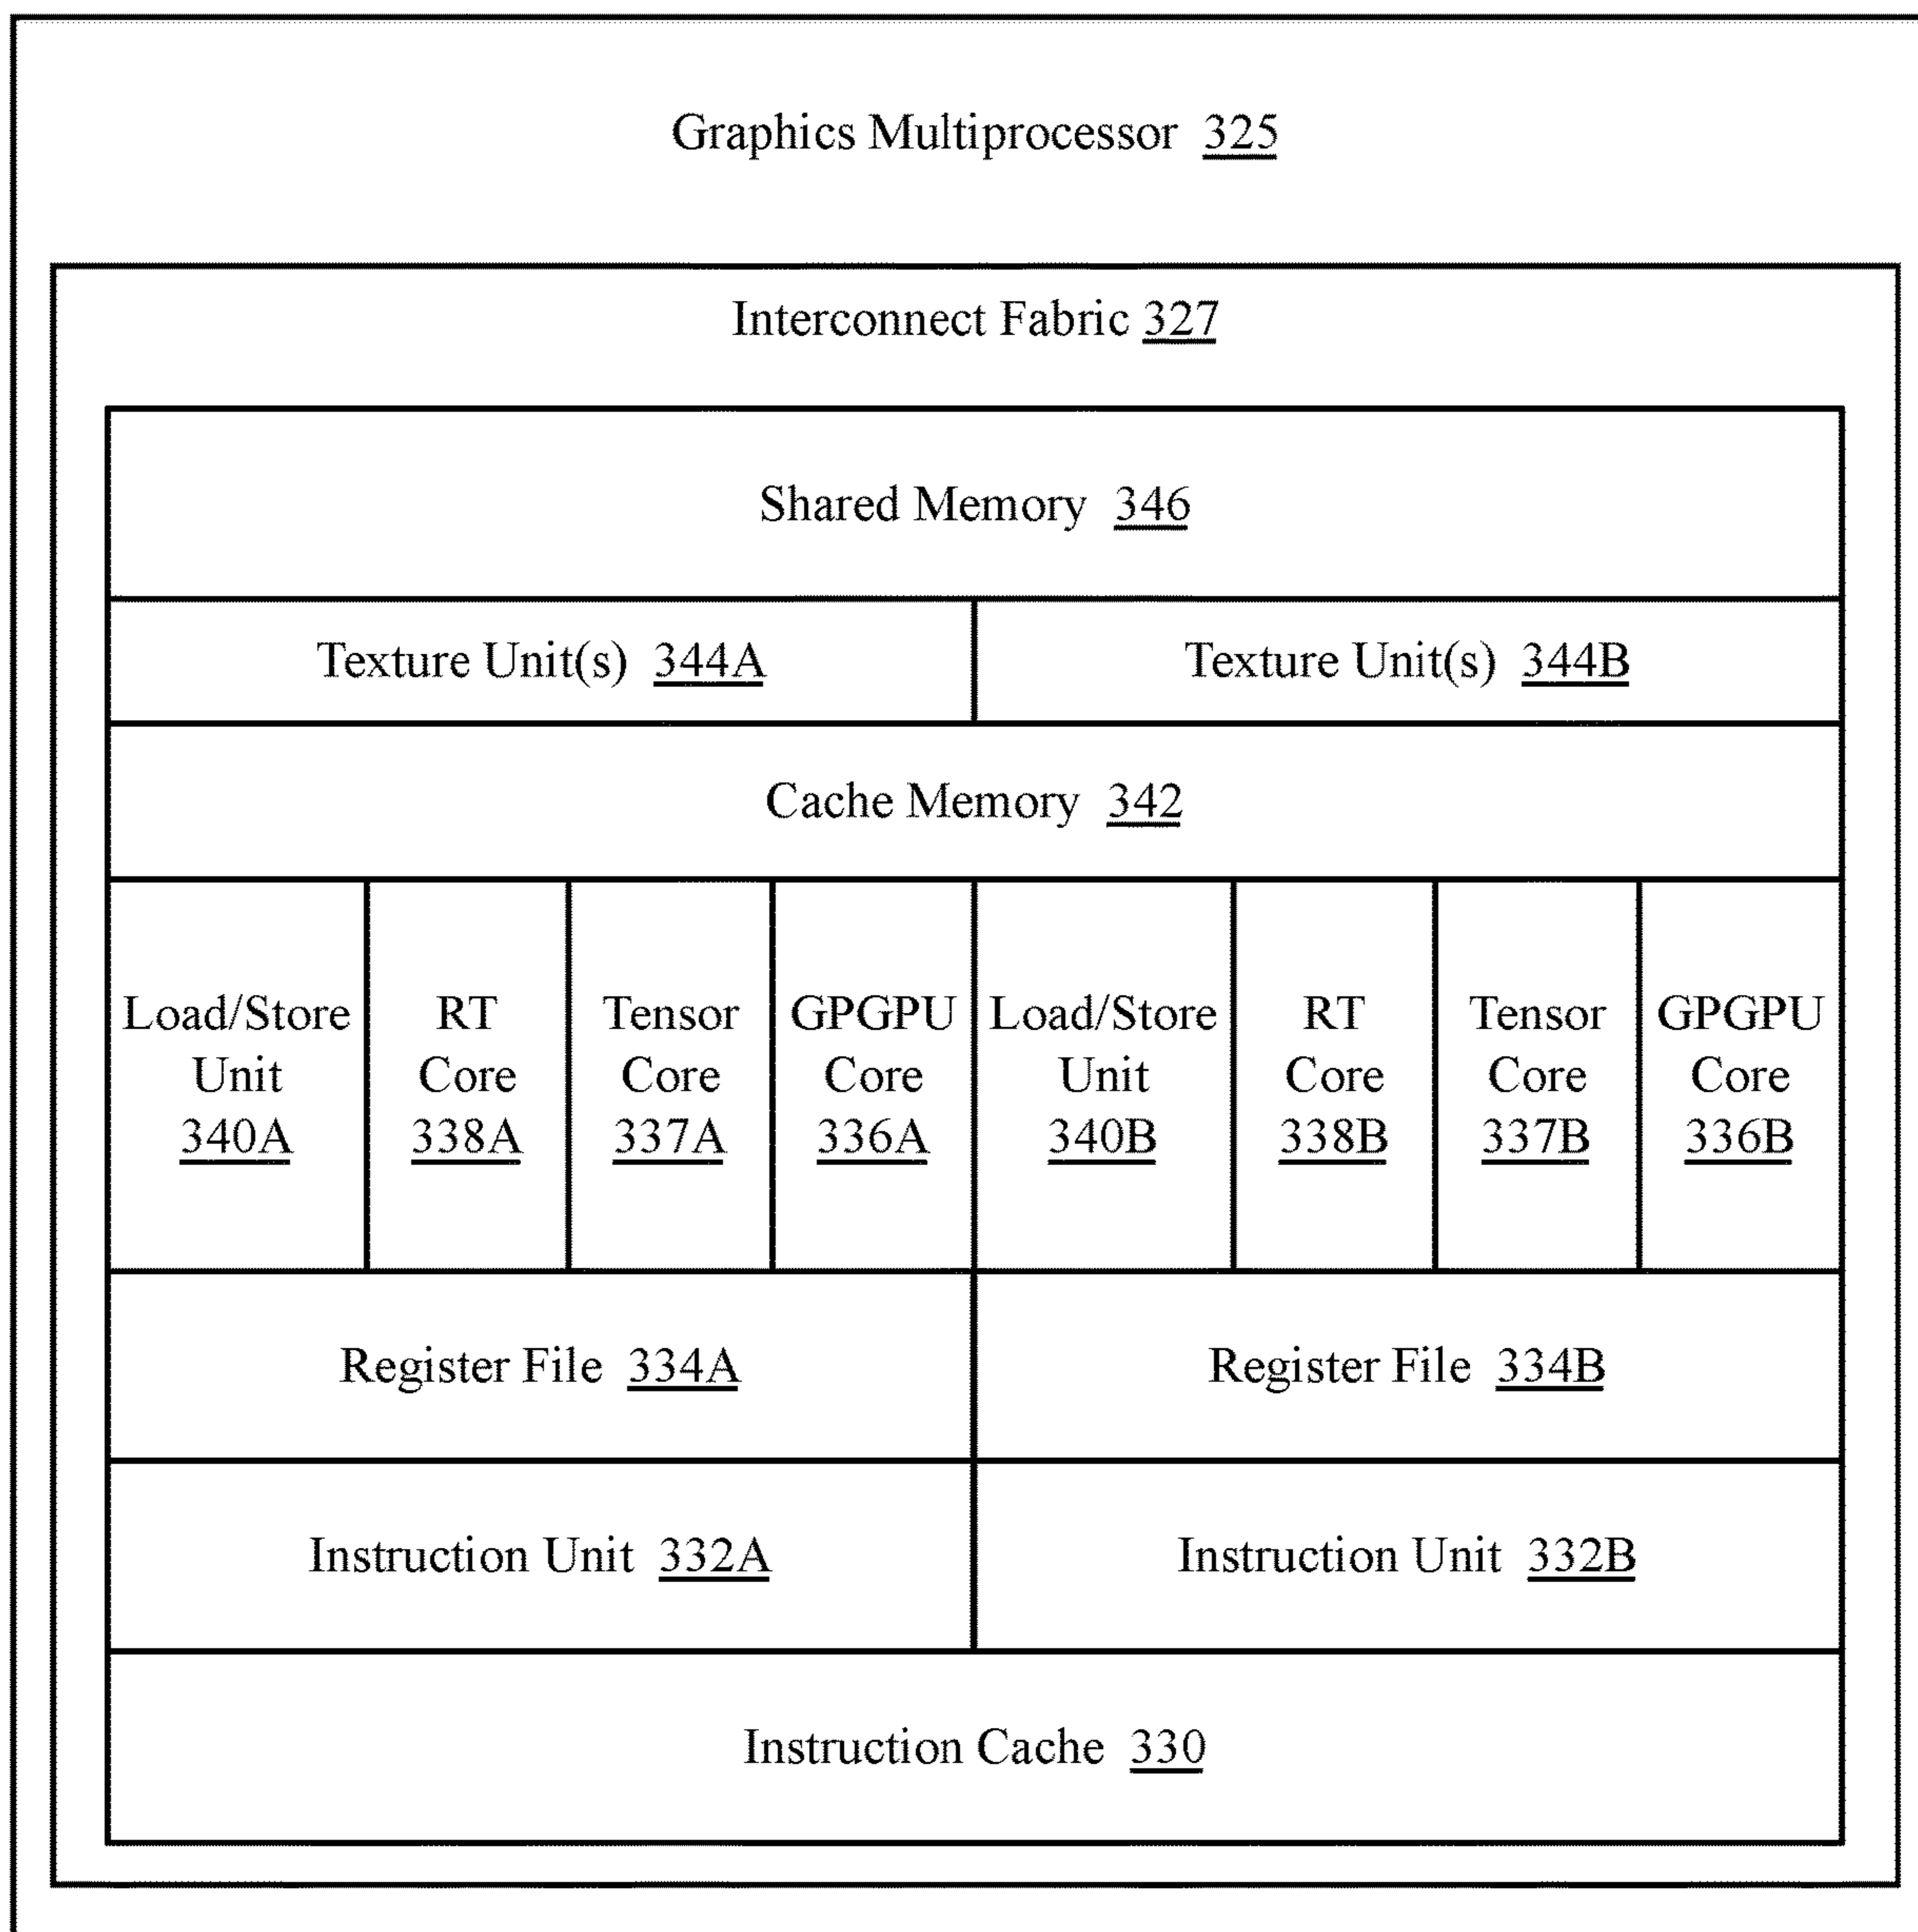 Graphics Multiprocessor 325
Interconnect Fabric 327
Shared Memory 346
Texture Unit(s) 344A
Texture Unit(s) 344B
Cache Memory 342
Load/Store
Unit
340A
RT
Core
338A
Tensor
Core
337A
GPGPU
Core
336A
Load/Store
Unit
340B
RT
Core
338B
Tensor
Core
337B
GPGPU
Core
336B
Register File 334A
Register File 334B
Instruction Unit 332A
Instruction Unit 332B
Instruction Cache 330